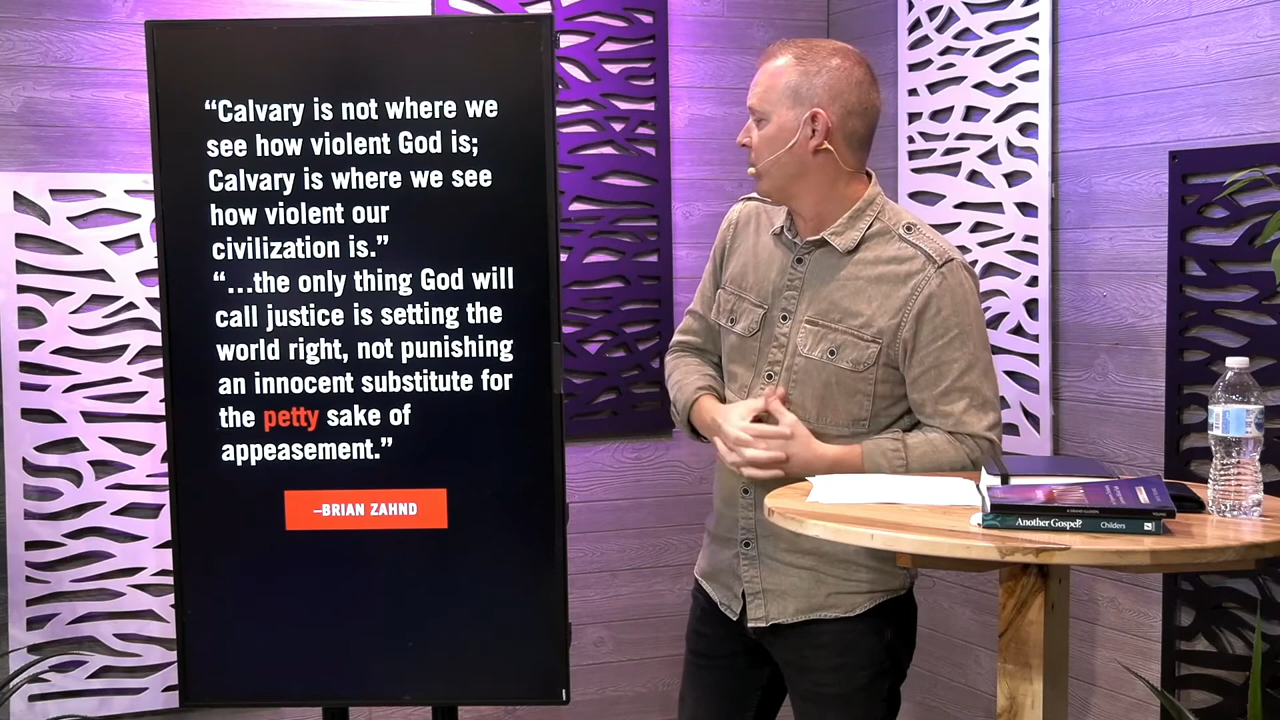 “Calvary is not where we
see how violent God is;
Calvary is where we see
how violent our
civilization is.”
“...the only thing God will
call justice is setting the
world right, not punishing
an innocent substitute for
the petty sake of
appeasement.”
–BRIAN ZAHND
Another Gospel? Childers